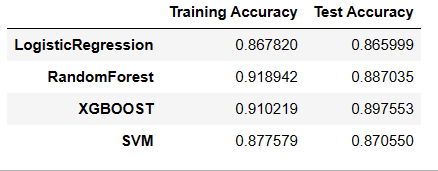 Training Accuracy Test Accuracy
LogisticRegression 0.867820 0.865999
RandomForest 0.918942 0.887035
XGBOOST 0.910219 0.897553
SVM 0.877579 0.870550